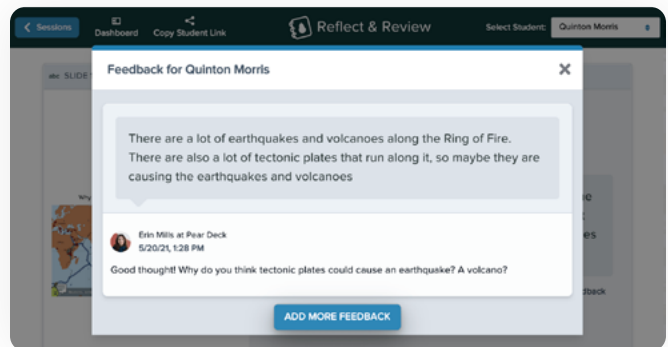 Sessions
Dashboard
Copy Student Link
Reflect & Review
Select Student:
Quinton Morris
abc SLIDE
Feedback for Quinton Morris
There are a lot of earthquakes and volcanoes along the Ring of Fire.
There are also a lot of tectonic plates that run along it, so maybe they are
causing the earthquakes and volcanoes
Erin Mills at Pear Deck
5/20/21, 1:28 PM
Good thought! Why do you think tectonic plates could cause an earthquake? A volcano?
ADD MORE FEEDBACK